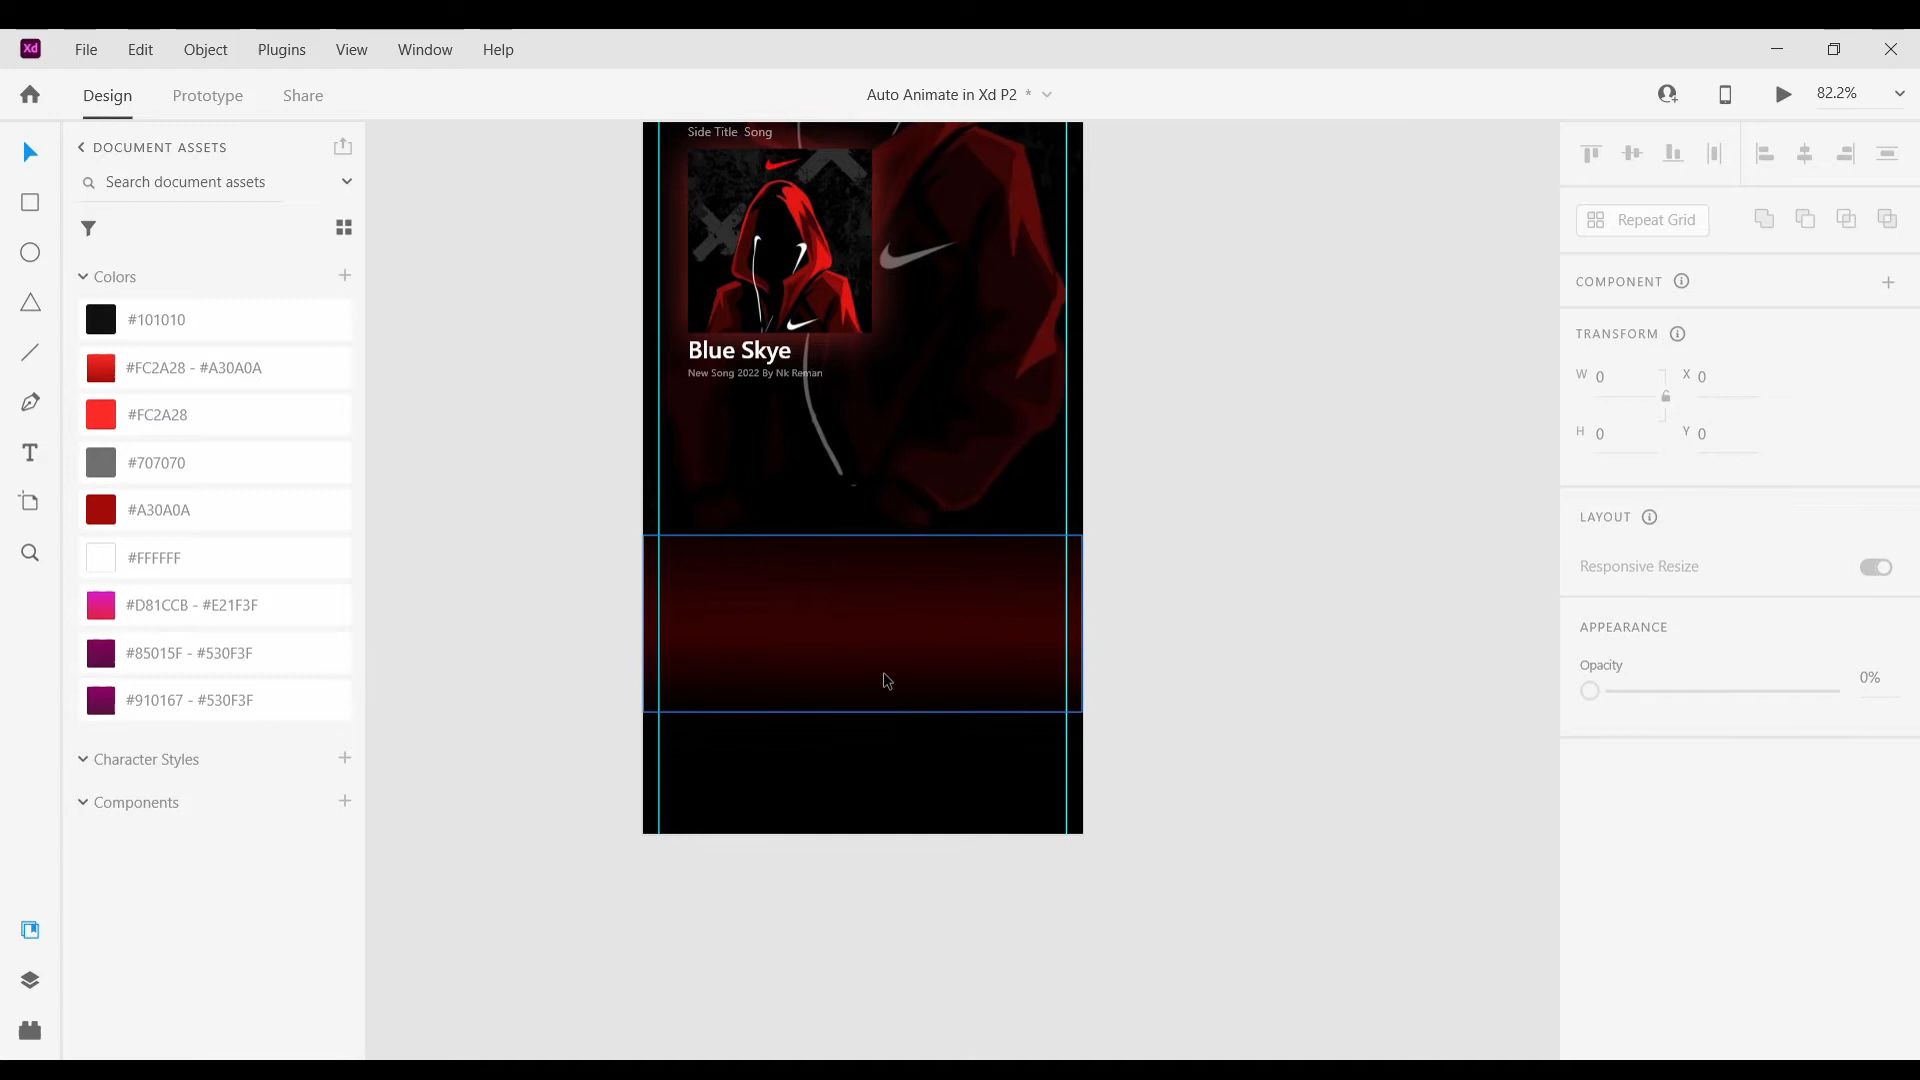 Xd File Edit Object Plugins View Window Help
Design Prototype Share Auto Animate in Xd P2 * 82.2%
DOCUMENT ASSETS
Search document assets
Colors
#101010
#FC2A28 - #A30A0A
#FC2A28
#707070
#A30A0A
#FFFFFF
#D81CCB - #E21F3F
#85015F - #530F3F
#910167 - #530F3F
Character Styles
Components
Side Title Song
Blue Skye
New Song 2022 By Nk Reman
Repeat Grid
COMPONENT
TRANSFORM
W 0 X 0
H 0 Y 0
LAYOUT
Responsive Resize
APPEARANCE
Opacity
0%